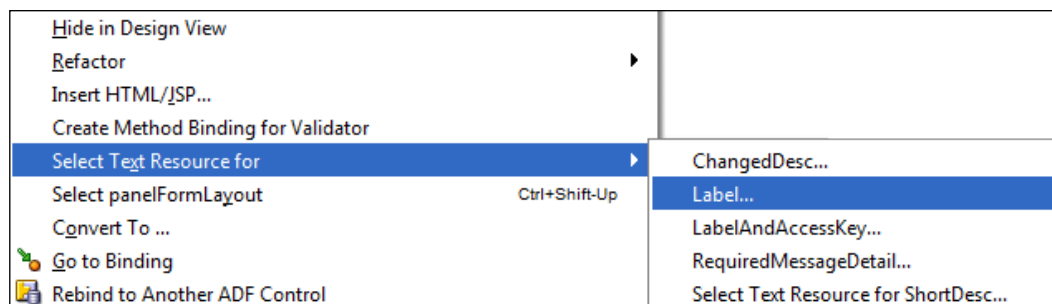 Hide in Design View
Refactor
Insert HTML/JSP...
Create Method Binding for Validator
Select Text Resource for
ChangedDesc...
Select panelFormLayout Ctrl+Shift-Up
Label...
Convert To ...
LabelAndAccessKey...
Go to Binding
RequiredMessageDetail...
Rebind to Another ADF Control
Select Text Resource for ShortDesc...